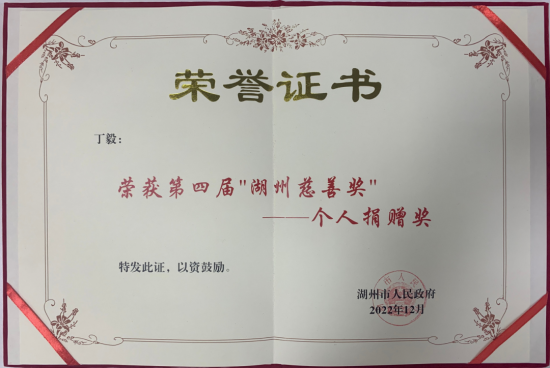 荣誉证书
丁毅：
荣获第四届"湖州慈善奖"
——个人捐赠奖
特发此证，以资鼓励。
湖州市人民政府
2022年12月